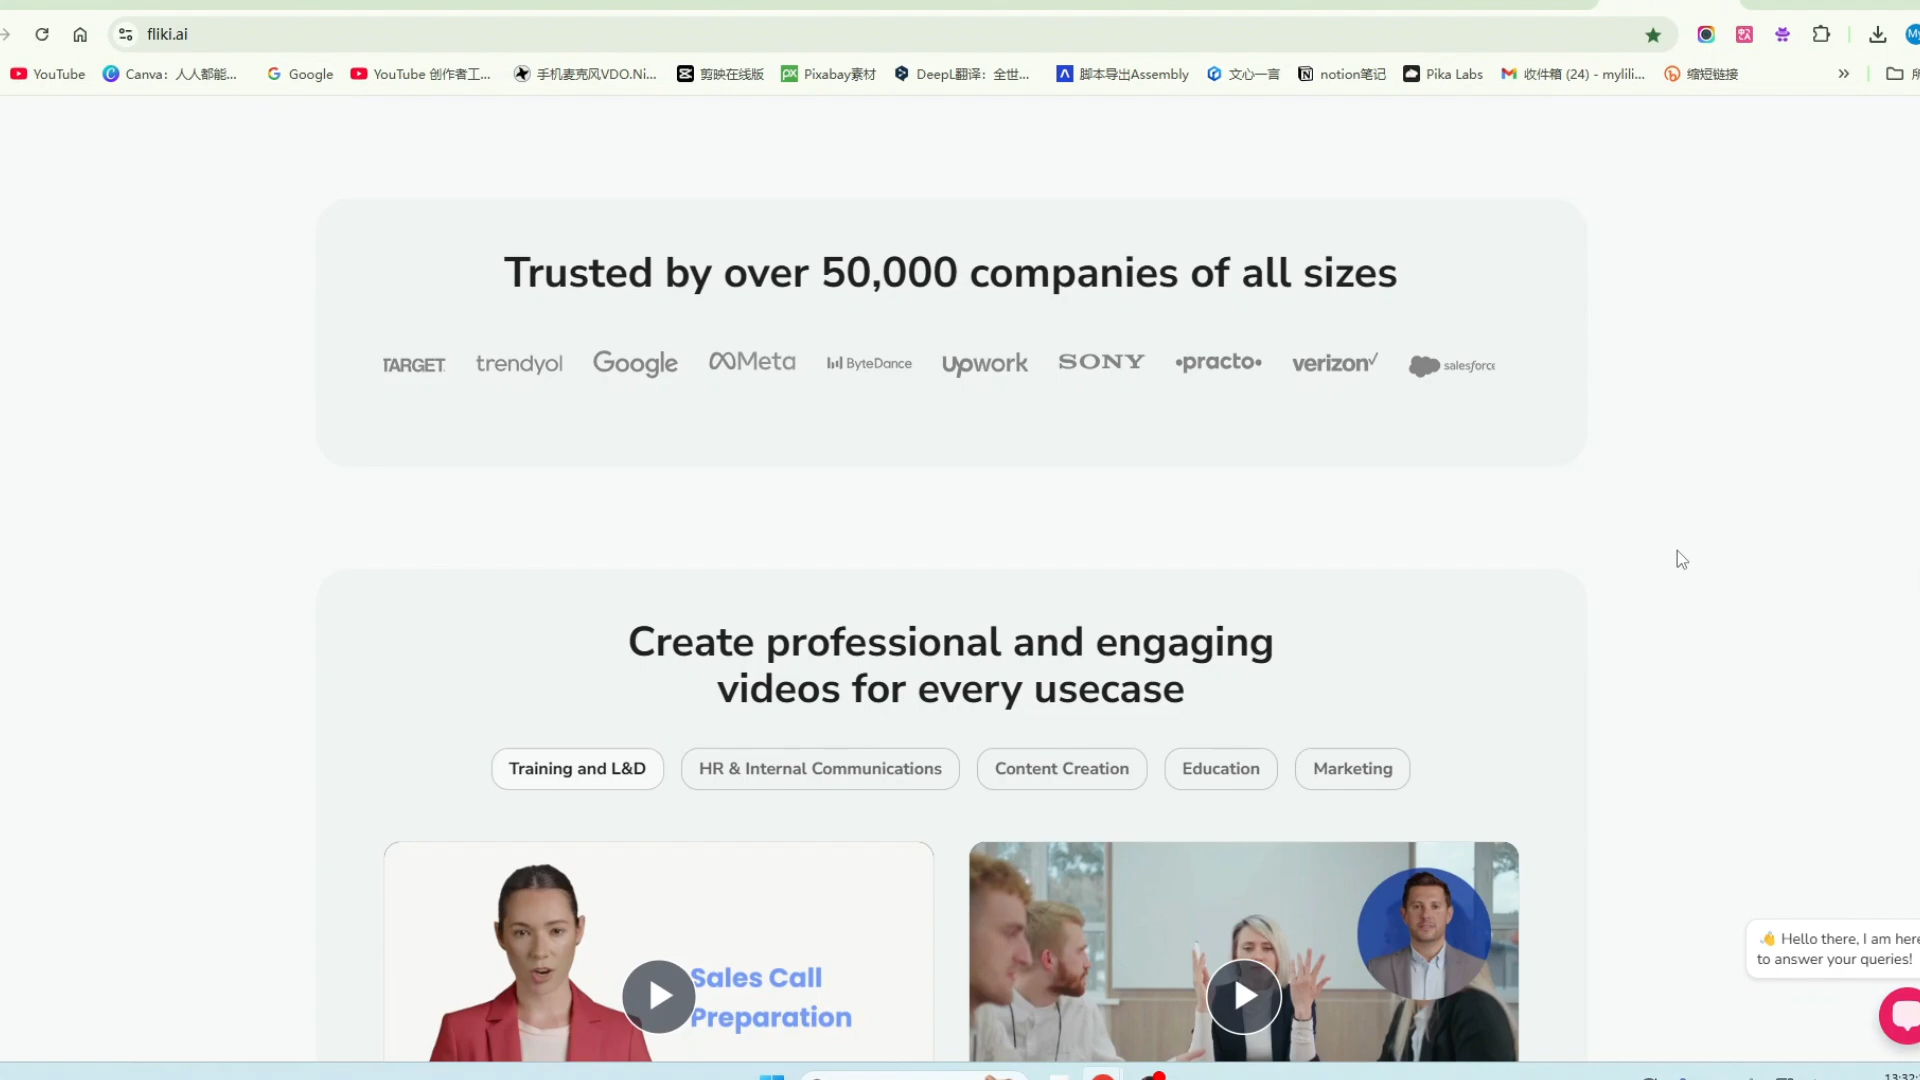 fliki.ai
YouTube
Canva：人人都能...
Google
YouTube 创作者工...
手机麦克风VDO.Ni...
剪映在线版
Pixabay素材
DeepL翻译：全世...
脚本导出Assembly
文心一言
notion笔记
Pika Labs
收件箱 (24) - mylili...
缩短链接
Trusted by over 50,000 companies of all sizes
TARGET trendyol Google Meta ByteDance Upwork SONY •practo• verizon✓ salesforce
Create professional and engaging
videos for every usecase
Training and L&D HR & Internal Communications Content Creation Education Marketing
Sales Call
Preparation
👋 Hello there, I am here
to answer your queries!